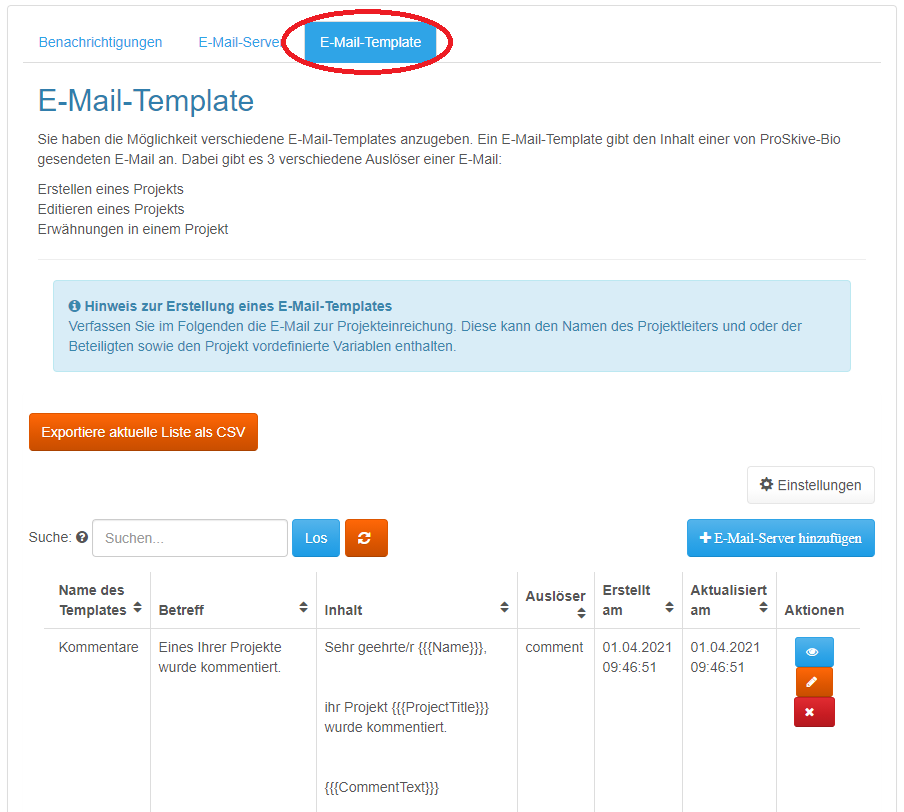 Benachrichtigungen
E-Mail-Server
E-Mail-Template
E-Mail-Template
Sie haben die Möglichkeit verschiedene E-Mail-Templates anzugeben. Ein E-Mail-Template gibt den Inhalt einer von ProSkive-Bio
gesendeten E-Mail an. Dabei gibt es 3 verschiedene Auslöser einer E-Mail:
Erstellen eines Projekts
Editieren eines Projekts
Erwähnungen in einem Projekt
Hinweis zur Erstellung eines E-Mail-Templates
Verfassen Sie im Folgenden die E-Mail zur Projekteinreichung. Diese kann den Namen des Projektleiters und oder der
Beteiligten sowie den Projekt vordefinierte Variablen enthalten.
Exportiere aktuelle Liste als CSV
Einstellungen
Suche:
Suchen...
Los
E-Mail-Server hinzufügen
Name des
Templates
Betreff
Inhalt
Auslöser
Erstellt
am
Aktualisiert
am
Aktionen
Kommentare
Eines Ihrer Projekte
wurde kommentiert.
Sehr geehrte/r {{{Name}}},
ihr Projekt {{{ProjectTitle}}}
wurde kommentiert.
{{{CommentText}}}
comment
01.04.2021
09:46:51
01.04.2021
09:46:51